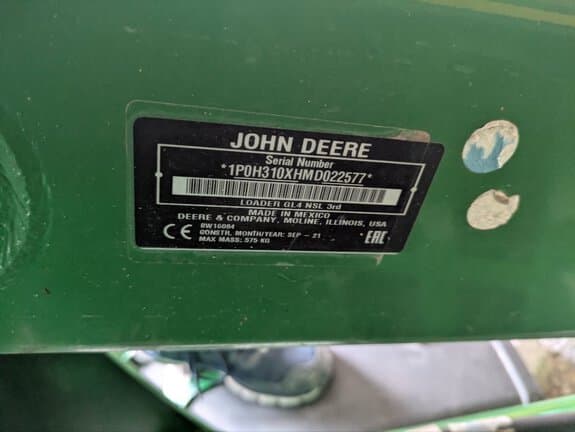 JOHN DEERE
Serial Number
*1P0H310XHMD022577*
LOADER GL4 NSL 3rd
MADE IN MEXICO
DEERE & COMPANY, MOLINE, ILLINOIS, USA
BW16084
CONSTR. MONTH/YEAR: SEP - 21
MAX MASS: 575 KG
CE
EAC